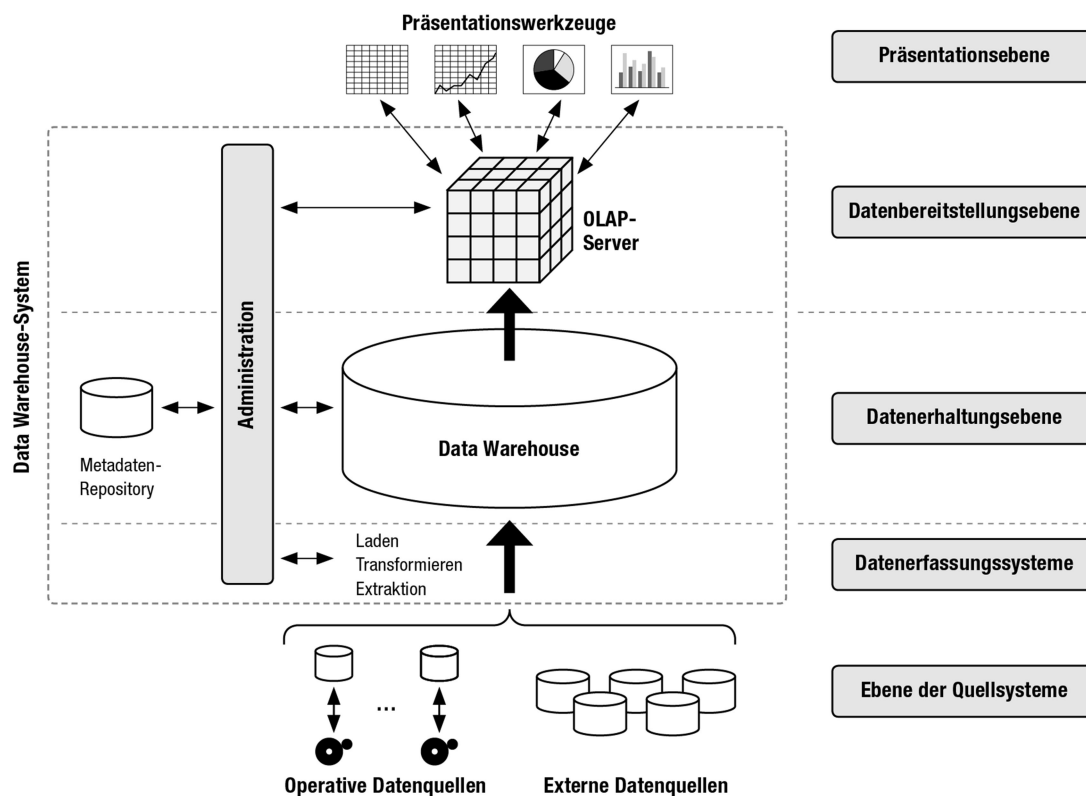 Präsentationswerkzeuge
Präsentationsebene
Data Warehouse-System
Administration
OLAP-
Server
Datenbereitstellungsebene
Metadaten-
Repository
Data Warehouse
Datenerhaltungsebene
Laden
Transformieren
Extraktion
Datenerfassungssysteme
...
Operative Datenquellen
Externe Datenquellen
Ebene der Quellsysteme